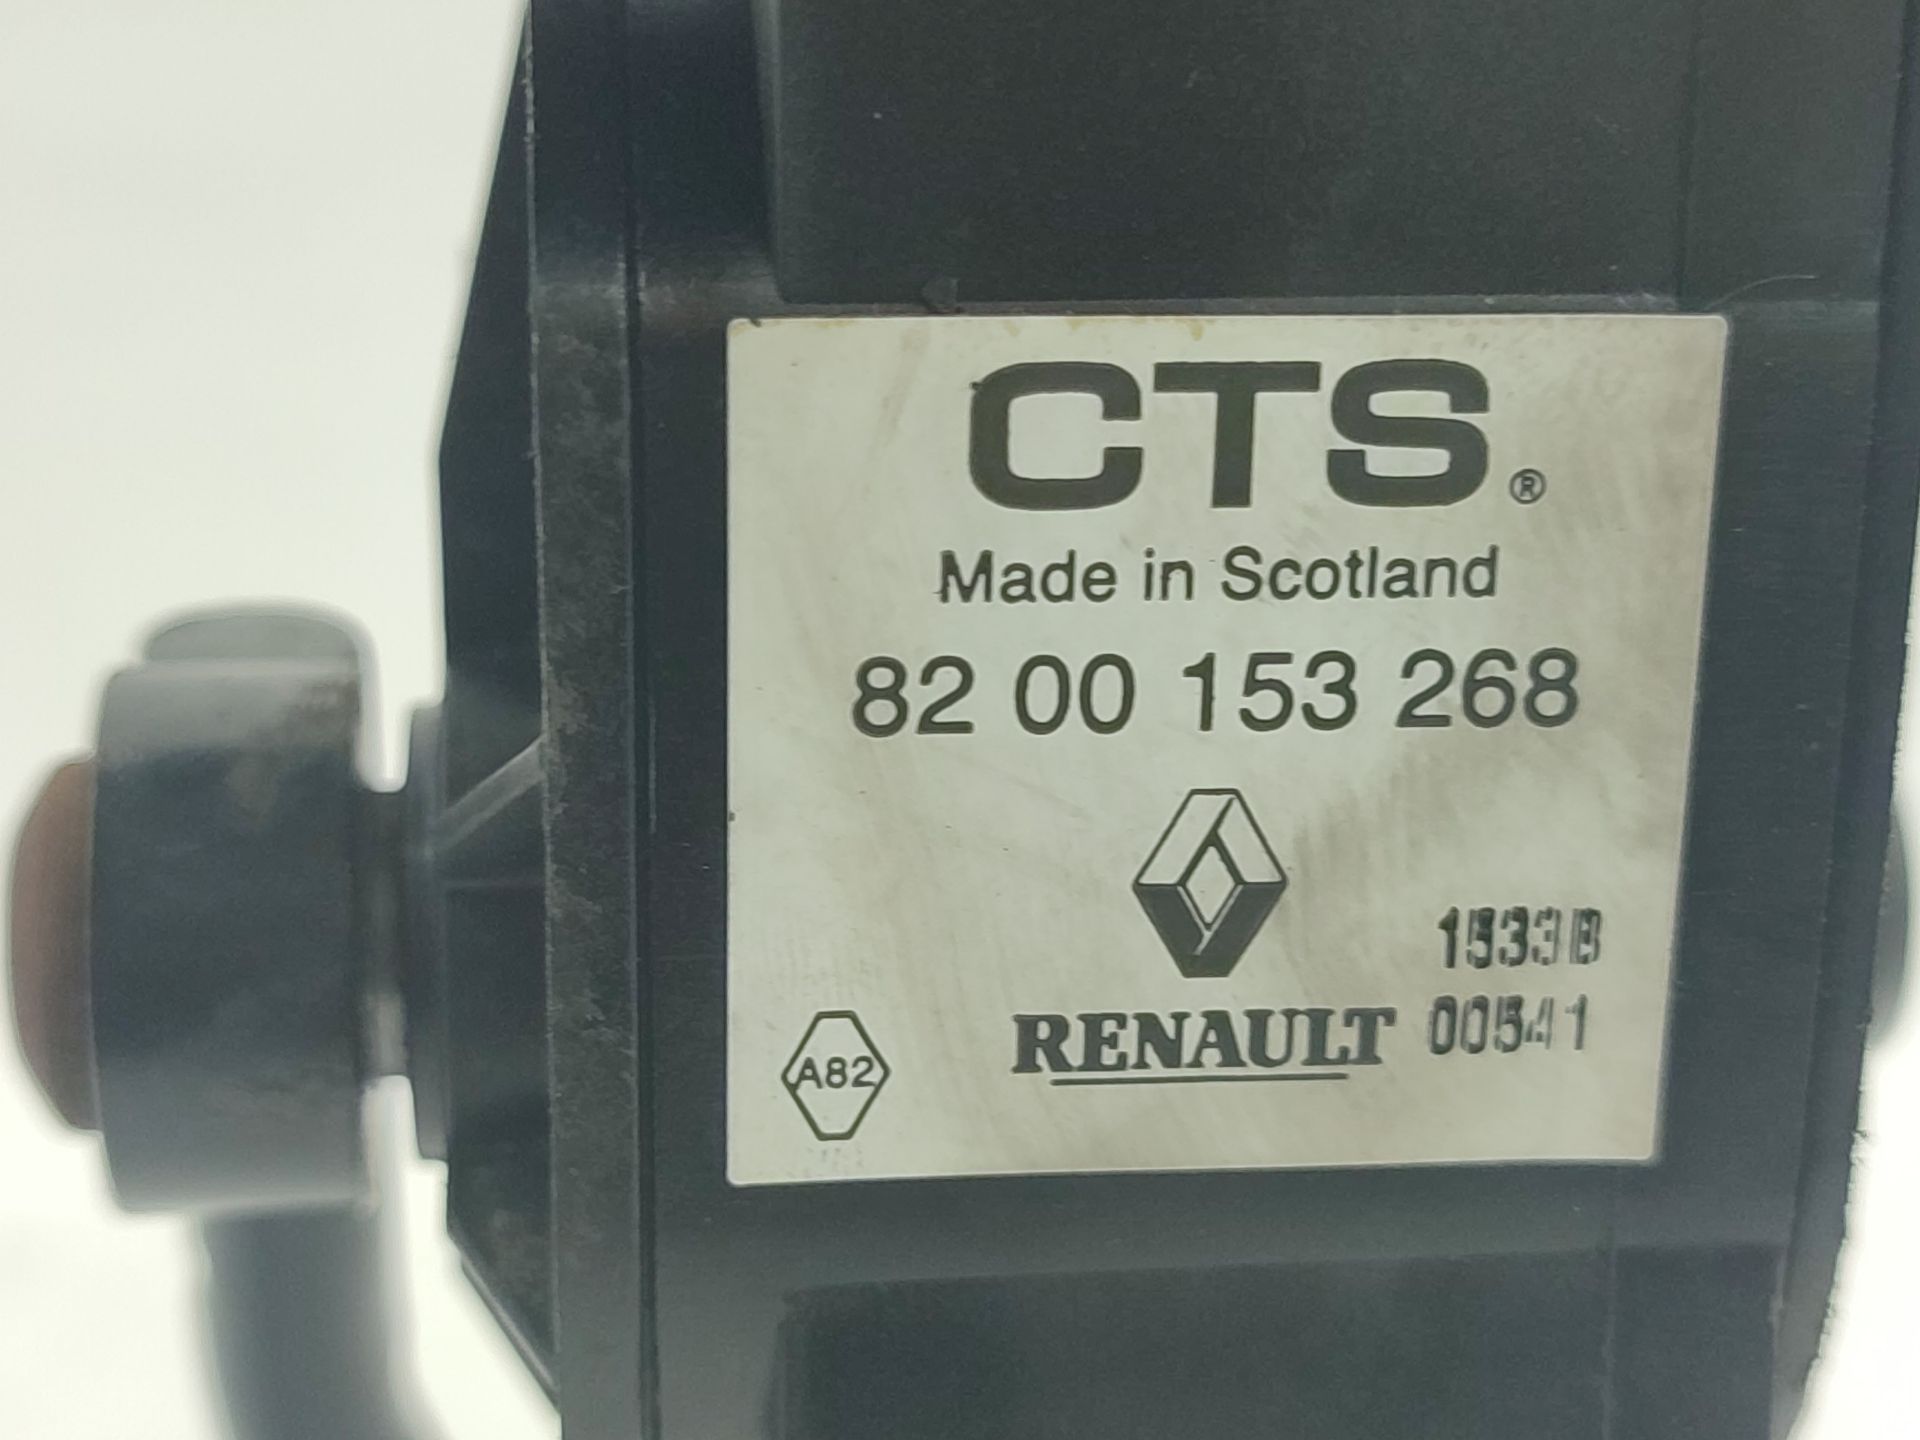 CTS®
Made in Scotland
82 00 153 268
1533B
RENAULT 00541
A82